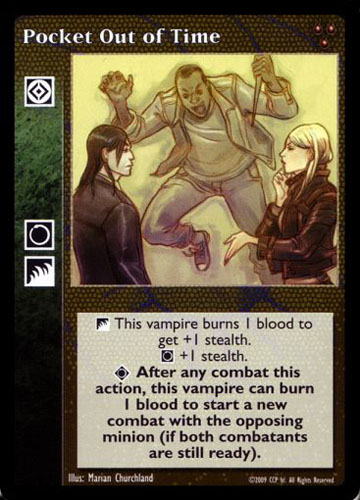 Pocket Out of Time
This vampire burns 1 blood to
get +1 stealth.
+1 stealth.
After any combat this
action, this vampire can burn
1 blood to start a new
combat with the opposing
minion (if both combatants
are still ready).
Illus: Marian Churchland
©2009 CCP hf. All Rights Reserved